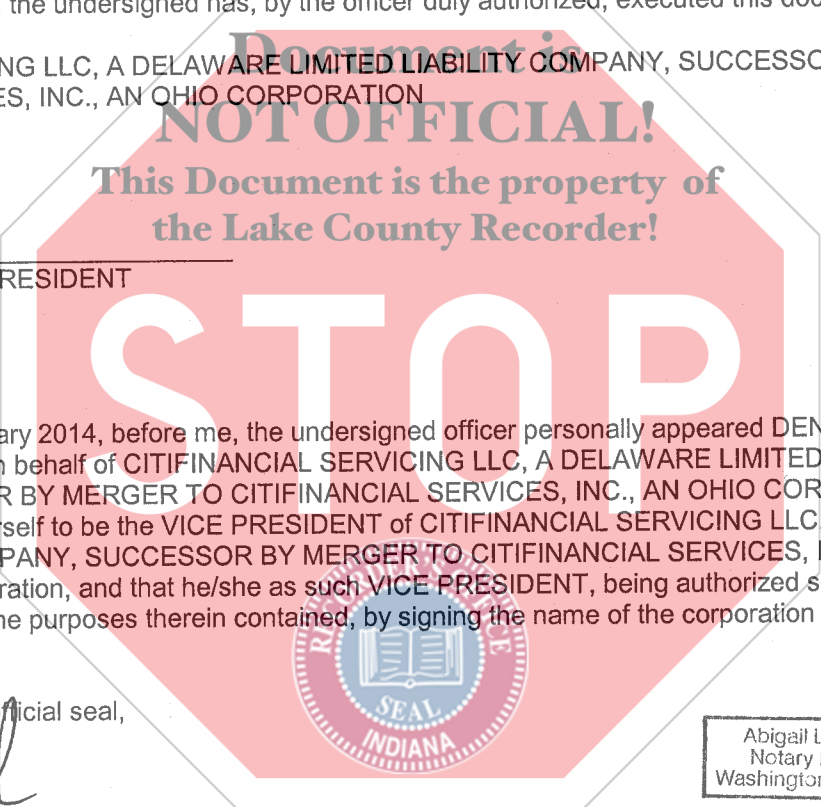 the undersigned has, by the officer duly authorized, executed this doc
Document is
NG LLC, A DELAWARE LIMITED LIABILITY COMPANY, SUCCESSO
ES, INC., AN OHIO CORPORATION
NOT OFFICIAL!
This Document is the property of
the Lake County Recorder!
RESIDENT
STOP
ary 2014, before me, the undersigned officer personally appeared DEN
n behalf of CITIFINANCIAL SERVICING LLC, A DELAWARE LIMITED
R BY MERGER TO CITIFINANCIAL SERVICES, INC., AN OHIO COR
rself to be the VICE PRESIDENT of CITIFINANCIAL SERVICING LLC
PANY, SUCCESSOR BY MERGER TO CITIFINANCIAL SERVICES, I
ration, and that he/she as such VICE PRESIDENT, being authorized s
he purposes therein contained, by signing the name of the corporation
RECORDER'S OFFICE
SEAL
INDIANA
fficial seal,
Abigail L
Notary
Washington